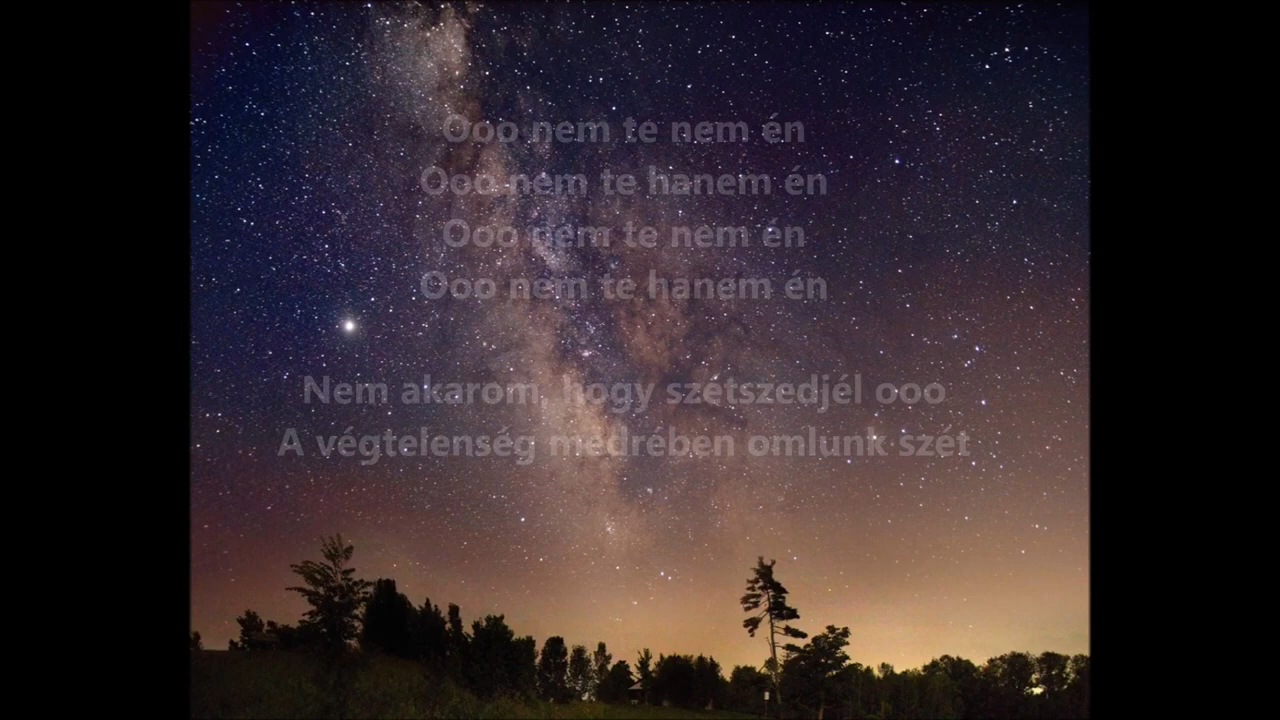 Ooo nem te nem én
Ooo nem te hanem én
Ooo nem te nem én
Ooo nem te hanem én
Nem akarom, hogy szétszedjél ooo
A végtelenség medrében omlunk szét